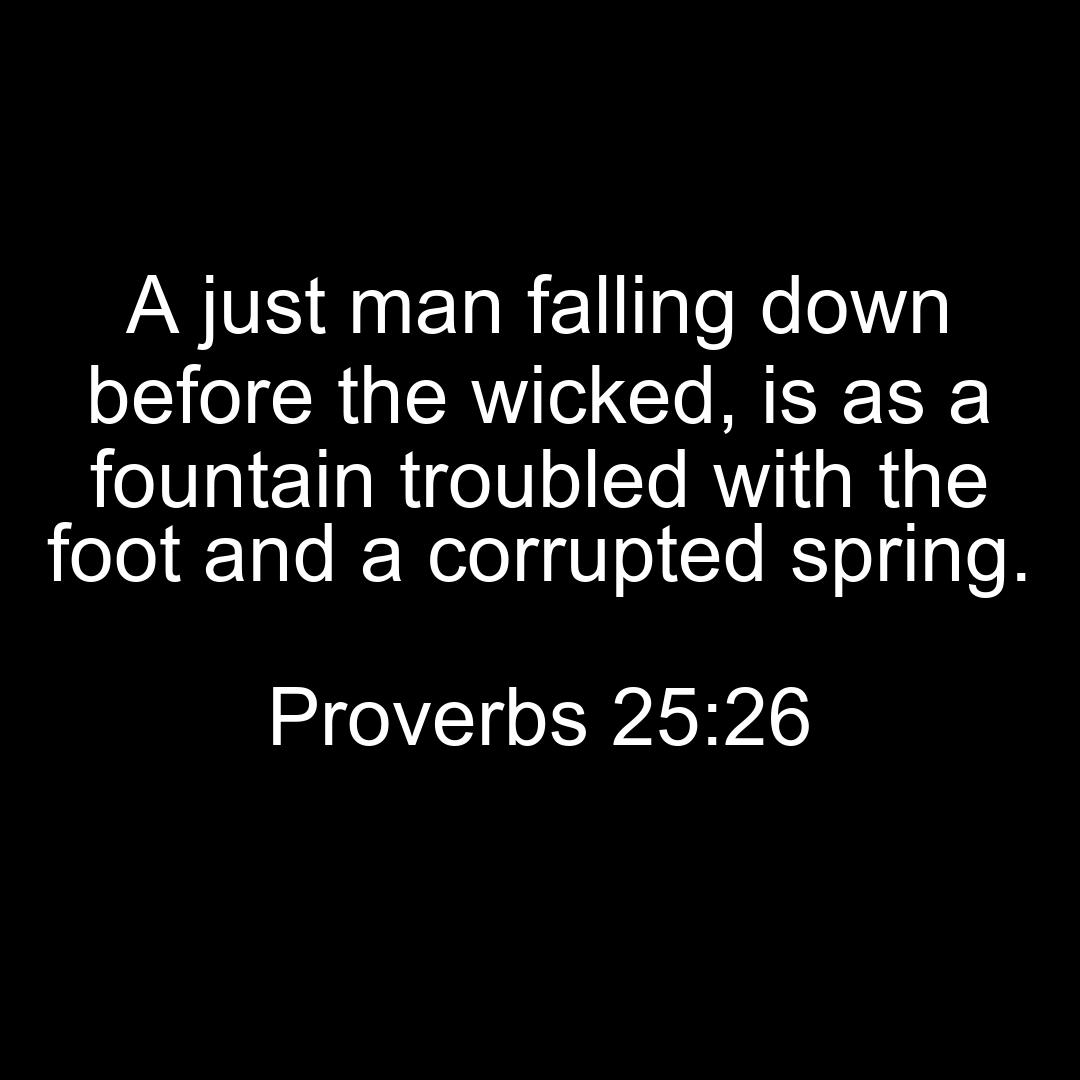 A just man falling down
before the wicked, is as a
fountain troubled with the
foot and a corrupted spring.
Proverbs 25:26